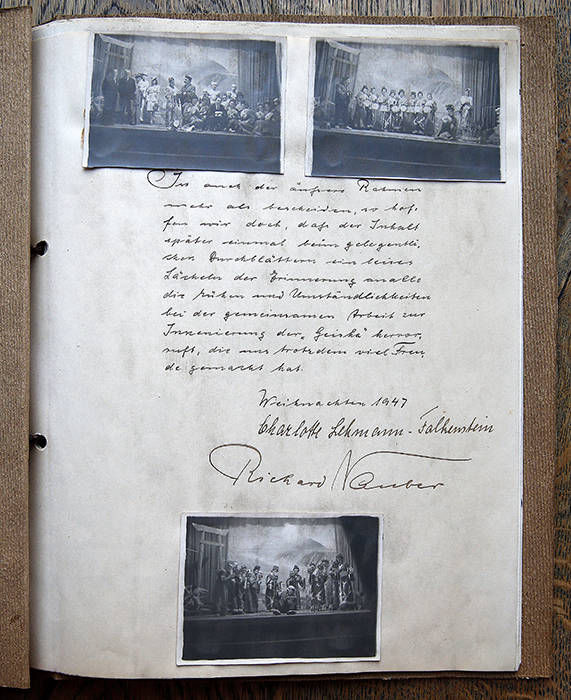 Ist auch der äußere Rahmen
mehr als bescheiden, so hof-
fen wir doch, daß der Inhalt
später einmal beim gelegentli-
chen Durchblättern ein leises
Lächeln der Erinnerung an alle
die Mühen und Umständlichkeiten
bei der gemeinsamen Arbeit zur
Inszenierung der „Geisha" hervor-
ruft, die uns trotzdem viel Freu-
de gemacht hat.
Weihnachten 1947
Charlotte Lehmann-Falkenstein
Richard Nauber